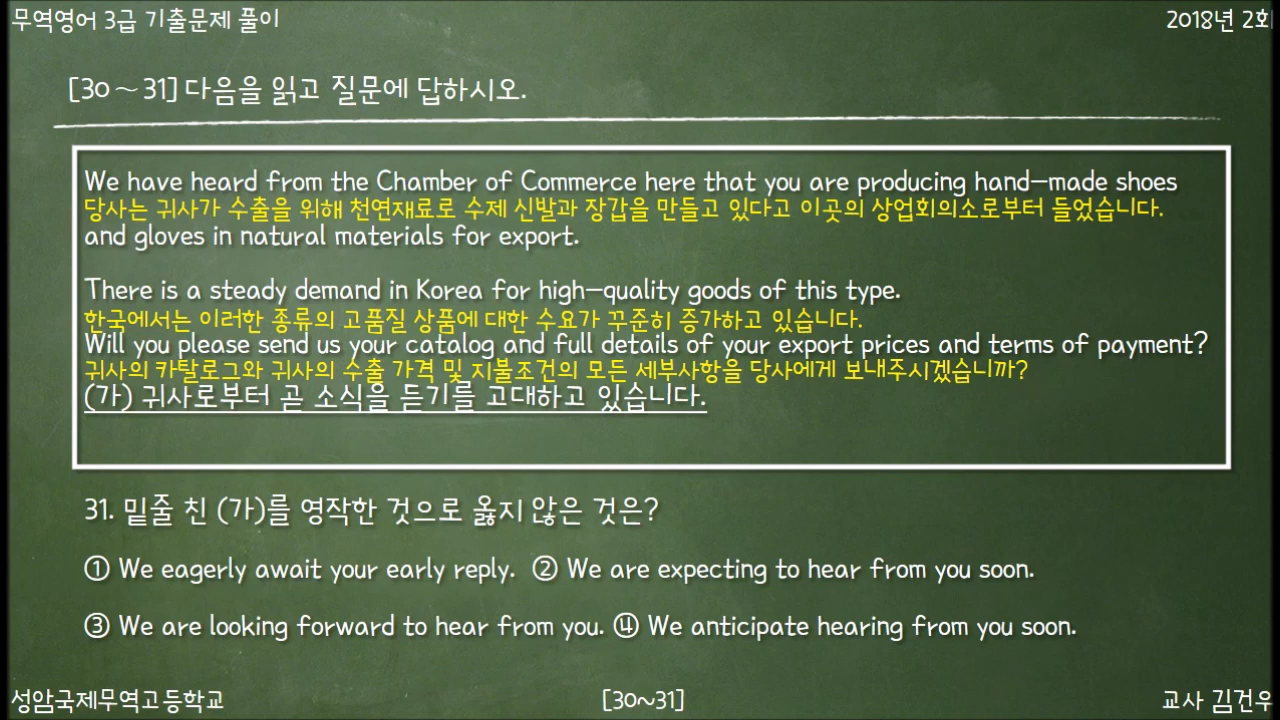 무역영어 3급 기출문제 풀이
2018년 2회
[30~31] 다음을 읽고 질문에 답하시오.
We have heard from the Chamber of Commerce here that you are producing hand-made shoes
당사는 귀사가 수출을 위해 천연재료로 수제 신발과 장갑을 만들고 있다고 이곳의 상업회의소로부터 들었습니다.
and gloves in natural materials for export.
There is a steady demand in Korea for high-quality goods of this type.
한국에서는 이러한 종류의 고품질 상품에 대한 수요가 꾸준히 증가하고 있습니다.
Will you please send us your catalog and full details of your export prices and terms of payment?
귀사의 카탈로그와 귀사의 수출 가격 및 지불조건의 모든 세부사항을 당사에게 보내주시겠습니까?
(가) 귀사로부터 곧 소식을 듣기를 고대하고 있습니다.
31. 밑줄 친 (가)를 영작한 것으로 옳지 않은 것은?
① We eagerly await your early reply. ② We are expecting to hear from you soon.
③ We are looking forward to hear from you. ④ We anticipate hearing from you soon.
성암국제무역고등학교
[30~31]
교사 김건우